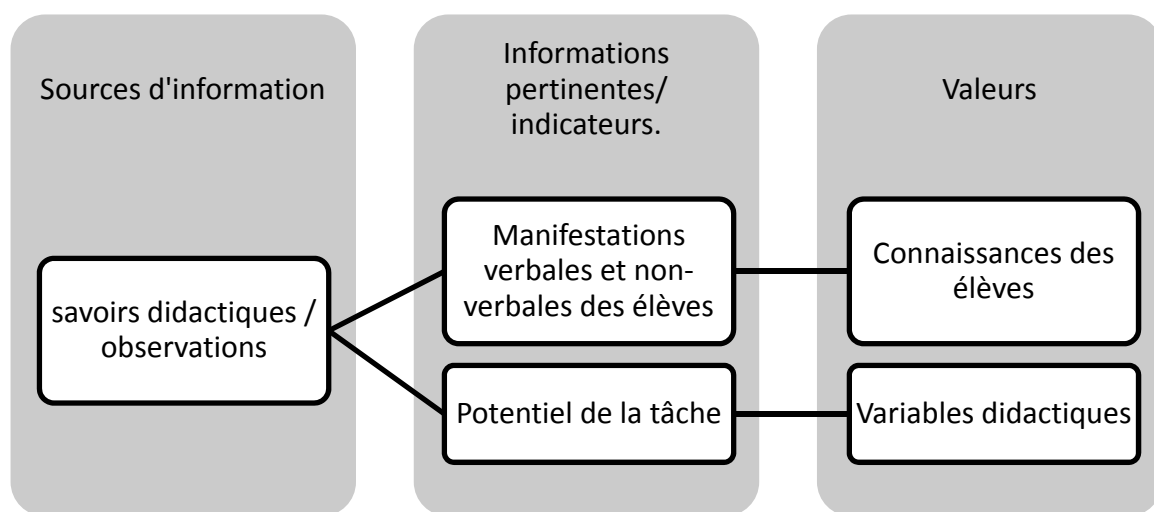 Sources d'information
Informations
pertinentes/
indicateurs.
Valeurs
savoirs didactiques /
observations
Manifestations
verbales et non-
verbales des élèves
Potentiel de la tâche
Connaissances des
élèves
Variables didactiques